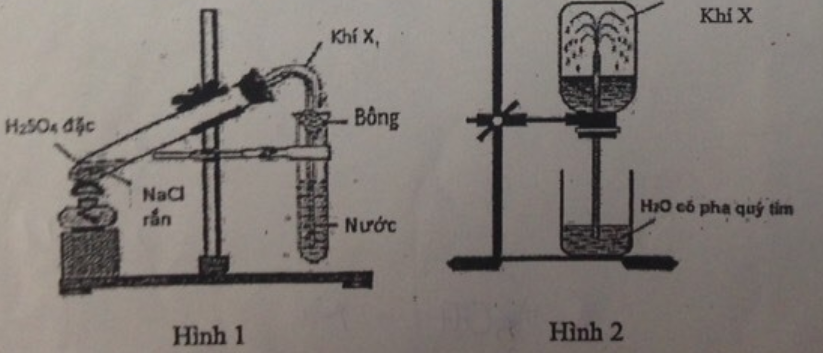 Khí X,
Bông
H₂SO₄ đặc
NaCl
rắn
Nước
Hình 1
Khí X
H₂O có pha quỳ tím
Hình 2